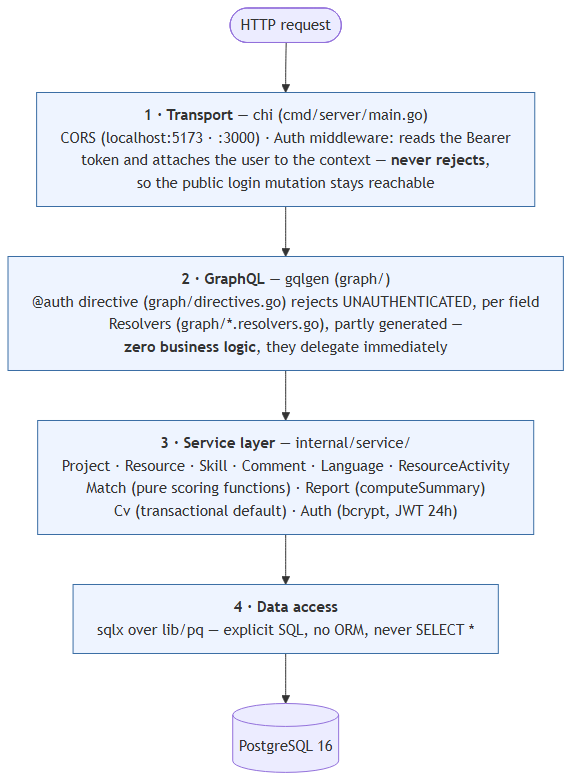 HTTP request
1 · Transport — chi (cmd/server/main.go)
CORS (localhost:5173 · :3000) · Auth middleware: reads the Bearer
token and attaches the user to the context — never rejects,
so the public login mutation stays reachable
2 · GraphQL — gqlgen (graph/)
@auth directive (graph/directives.go) rejects UNAUTHENTICATED, per field
Resolvers (graph/*.resolvers.go), partly generated —
zero business logic, they delegate immediately
3 · Service layer — internal/service/
Project · Resource · Skill · Comment · Language · ResourceActivity
Match (pure scoring functions) · Report (computeSummary)
Cv (transactional default) · Auth (bcrypt, JWT 24h)
4 · Data access
sqlx over lib/pq — explicit SQL, no ORM, never SELECT *
PostgreSQL 16